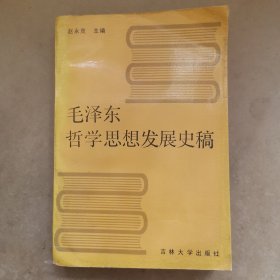 赵永茂 主编
毛泽东
哲学思想发展史稿
吉林大学出版社